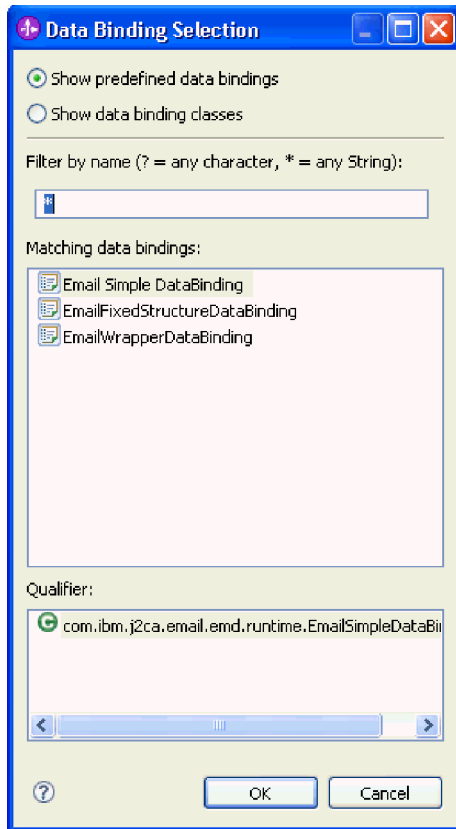 Data Binding Selection
Show predefined data bindings
Show data binding classes
Filter by name (? = any character, * = any String):
*
Matching data bindings:
Email Simple DataBinding
EmailFixedStructureDataBinding
EmailWrapperDataBinding
Qualifier:
com.ibm.j2ca.email.emd.runtime.EmailSimpleDataBi
OK Cancel